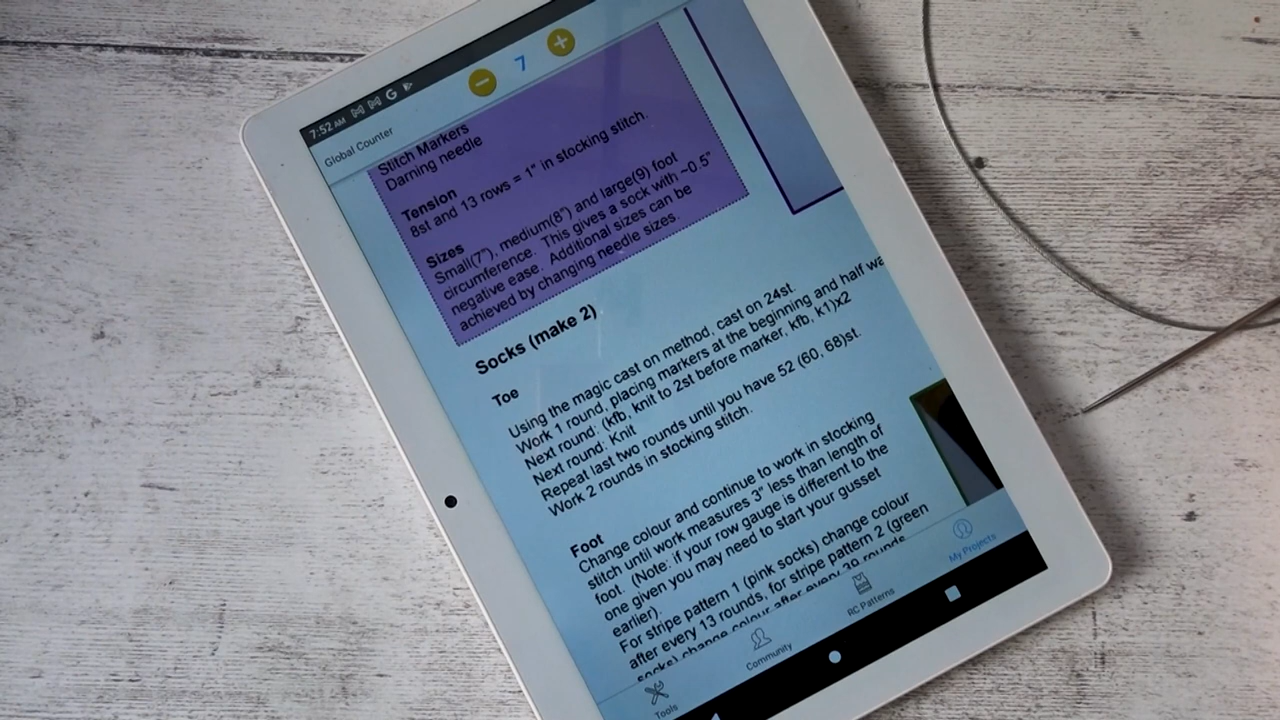 7:52 AM
Global Counter
7
Stitch Markers
Darning needle
Tension
8st and 13 rows = 1" in stocking stitch.
Sizes
Small(7"), medium(8") and large(9) foot
circumference. This gives a sock with ~0.5"
negative ease. Additional sizes can be
achieved by changing needle sizes.
Socks (make 2)
Toe
Using the magic cast on method, cast on 24st.
Work 1 round, placing markers at the beginning and half wa
Next round: (kfb, knit to 2st before marker, kfb, k1)x2
Next round: Knit
Repeat last two rounds until you have 52 (60, 68)st.
Work 2 rounds in stocking stitch.
Foot
Change colour and continue to work in stocking
stitch until work measures 3" less than length of
foot. (Note: if your row gauge is different to the
one given you may need to start your gusset
earlier).
For stripe pattern 1 (pink socks) change colour
after every 13 rounds, for stripe pattern 2 (green
socks) change colour after every 39 rounds
Tools
Community
RC Patterns
My Projects